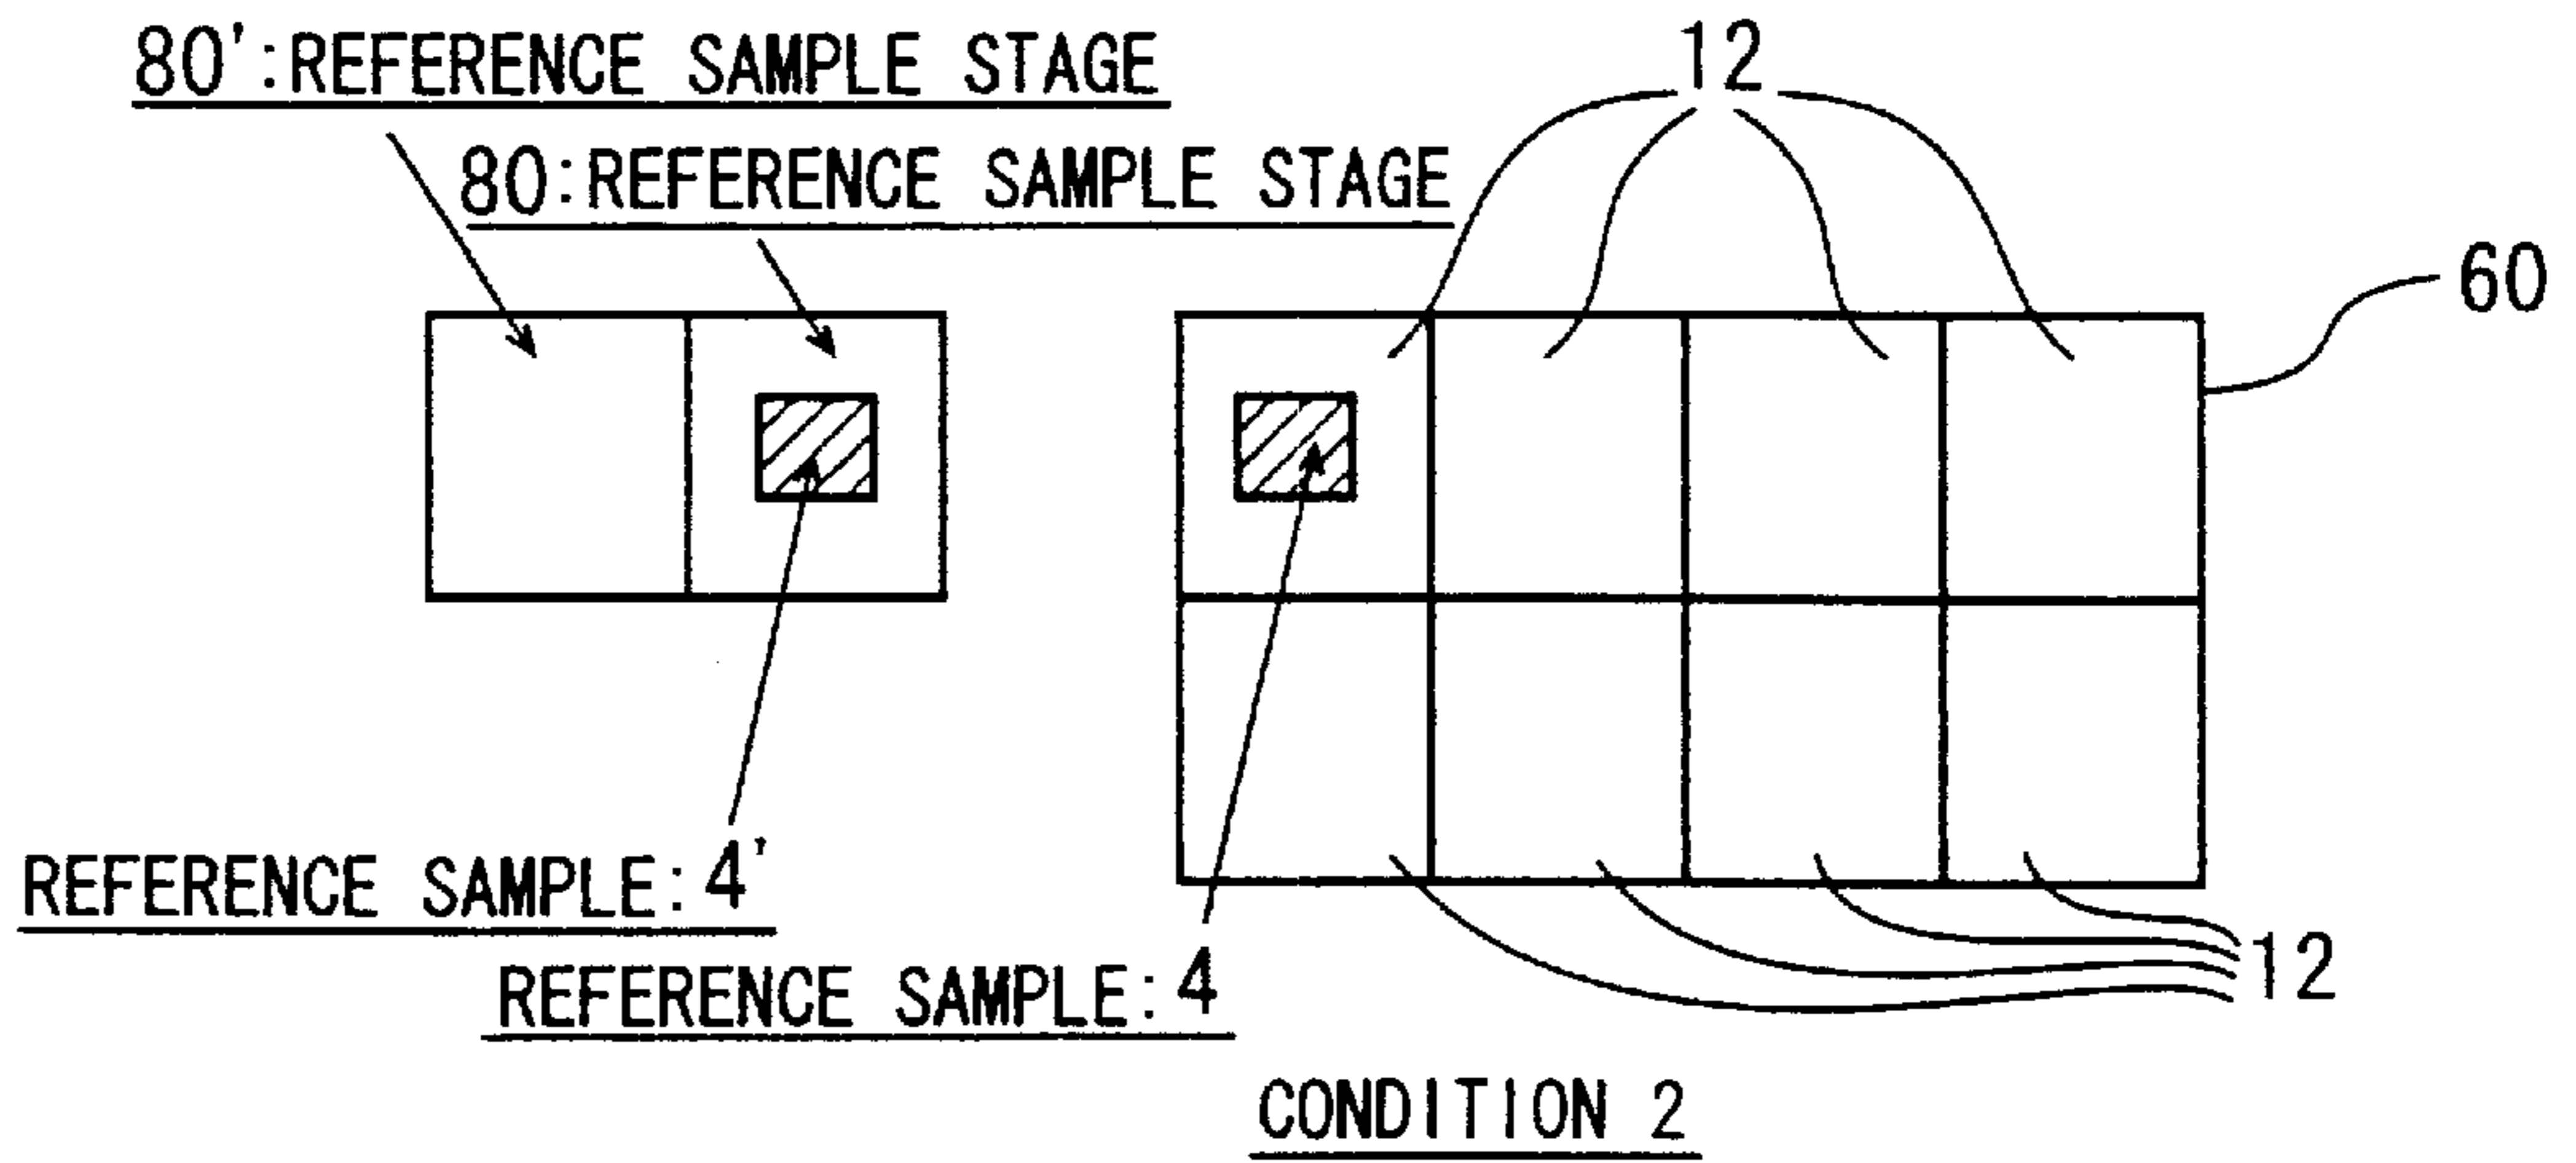 80':REFERENCE SAMPLE STAGE
12
80:REFERENCE SAMPLE STAGE
60
REFERENCE SAMPLE:4'
REFERENCE SAMPLE:4
12
CONDITION 2